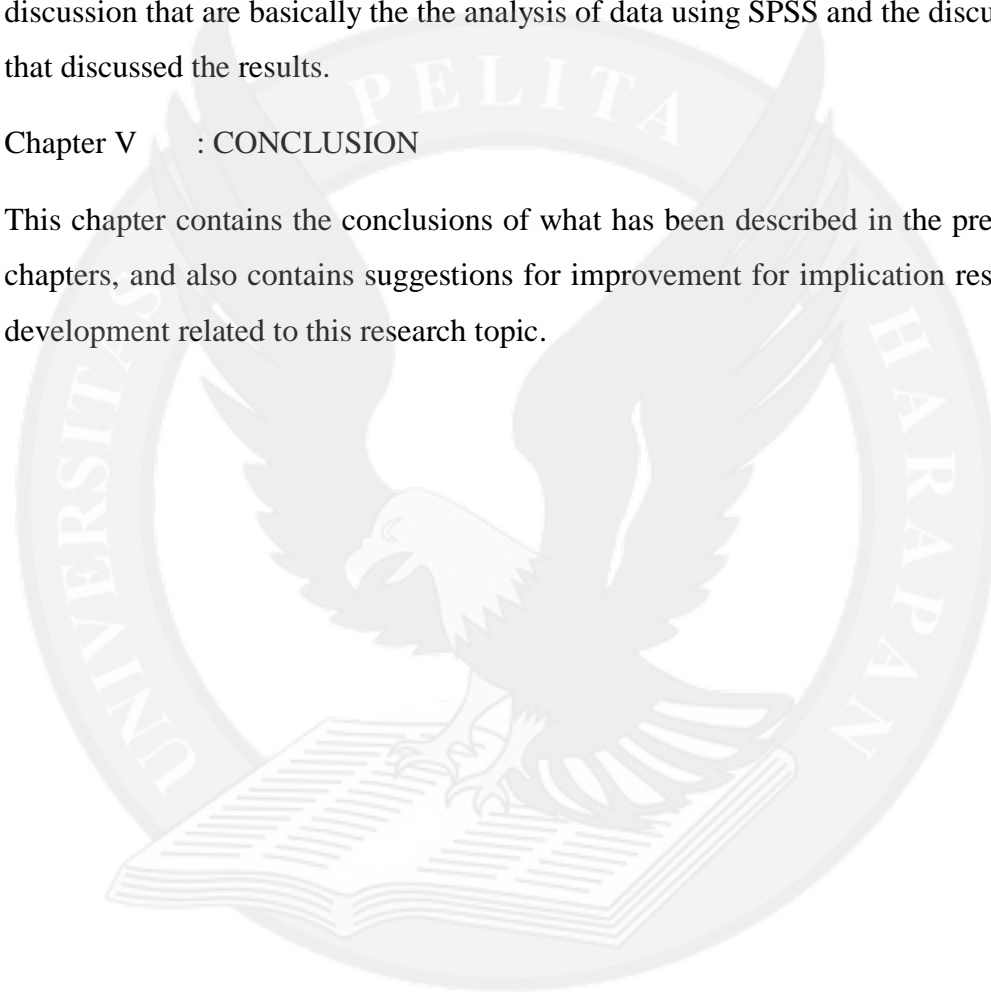 discussion that are basically the the analysis of data using SPSS and the discu
that discussed the results.
Chapter V : CONCLUSION
This chapter contains the conclusions of what has been described in the pre
chapters, and also contains suggestions for improvement for implication res
development related to this research topic.
UNIVERSITAS PELITA HARAPAN